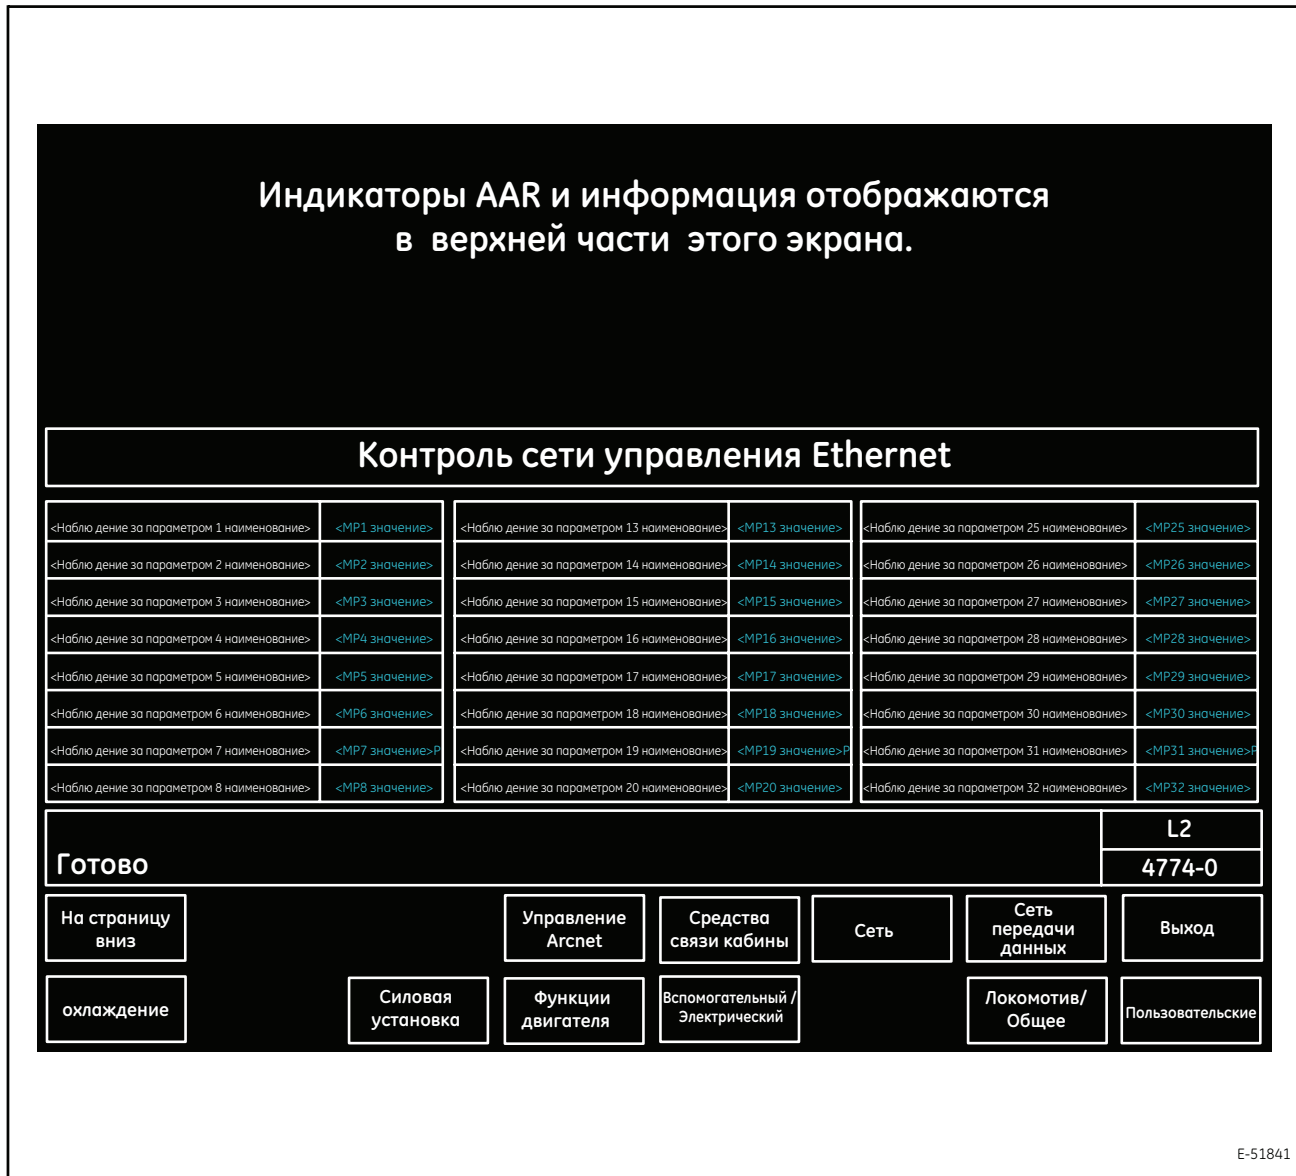 Индикаторы AAR и информация отображаются
в верхней части этого экрана.
Контроль сети управления Ethernet
<Наблю дение за параметром 1 наименование> <MP1 значение> <Наблю дение за параметром 13 наименование> <MP13 значение> <Наблю дение за параметром 25 наименование> <MP25 значение>
<Наблю дение за параметром 2 наименование> <MP2 значение> <Наблю дение за параметром 14 наименование> <MP14 значение> <Наблю дение за параметром 26 наименование> <MP26 значение>
<Наблю дение за параметром 3 наименование> <MP3 значение> <Наблю дение за параметром 15 наименование> <MP15 значение> <Наблю дение за параметром 27 наименование> <MP27 значение>
<Наблю дение за параметром 4 наименование> <MP4 значение> <Наблю дение за параметром 16 наименование> <MP16 значение> <Наблю дение за параметром 28 наименование> <MP28 значение>
<Наблю дение за параметром 5 наименование> <MP5 значение> <Наблю дение за параметром 17 наименование> <MP17 значение> <Наблю дение за параметром 29 наименование> <MP29 значение>
<Наблю дение за параметром 6 наименование> <MP6 значение> <Наблю дение за параметром 18 наименование> <MP18 значение> <Наблю дение за параметром 30 наименование> <MP30 значение>
<Наблю дение за параметром 7 наименование> <MP7 значение>P <Наблю дение за параметром 19 наименование> <MP19 значение>P <Наблю дение за параметром 31 наименование> <MP31 значение>P
<Наблю дение за параметром 8 наименование> <MP8 значение> <Наблю дение за параметром 20 наименование> <MP20 значение> <Наблю дение за параметром 32 наименование> <MP32 значение>
L2
Готово
4774-0
На страницу
вниз
Управление
Arcnet
Средства
связи кабины
Сеть
Сеть
передачи
данных
Выход
охлаждение
Силовая
установка
Функции
двигателя
Вспомогательный /
Электрический
Локомотив/
Общее
Пользовательские
E-51841